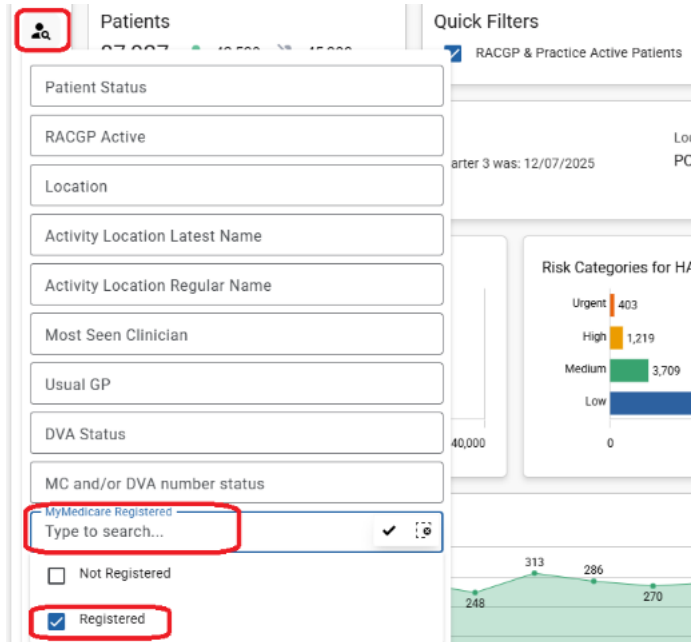 Patients
Quick Filters
RACGP & Practice Active Patients
Patient Status
RACGP Active
Location
arter 3 was: 12/07/2025
Activity Location Latest Name
Activity Location Regular Name
Most Seen Clinician
Usual GP
DVA Status
MC and/or DVA number status
MyMedicare Registered
Type to search...
Not Registered
Registered
Risk Categories for HA
Urgent 403
High 1,219
Medium 3,709
Low
40,000
0
313
286
248
270